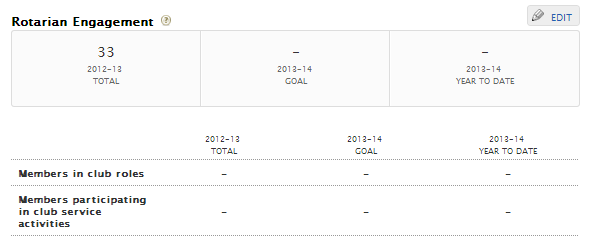 Rotarian Engagement ?
EDIT
33 – –
2012-13 2013-14 2013-14
TOTAL GOAL YEAR TO DATE
2012-13 2013-14 2013-14
TOTAL GOAL YEAR TO DATE
Members in club roles – – –
Members participating
in club service – – –
activities